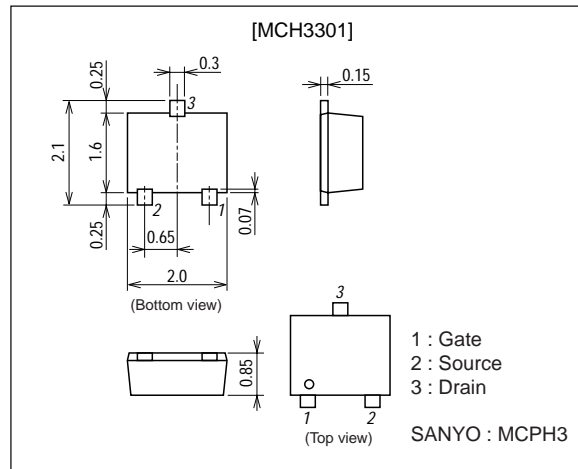 [MCH3301]
0.25
0.3
3
0.15
2.1
1.6
2
1
0.25
0.65
0.07
2.0
(Bottom view)
3
0.85
1 : Gate
2 : Source
3 : Drain
1
2
(Top view)
SANYO : MCPH3